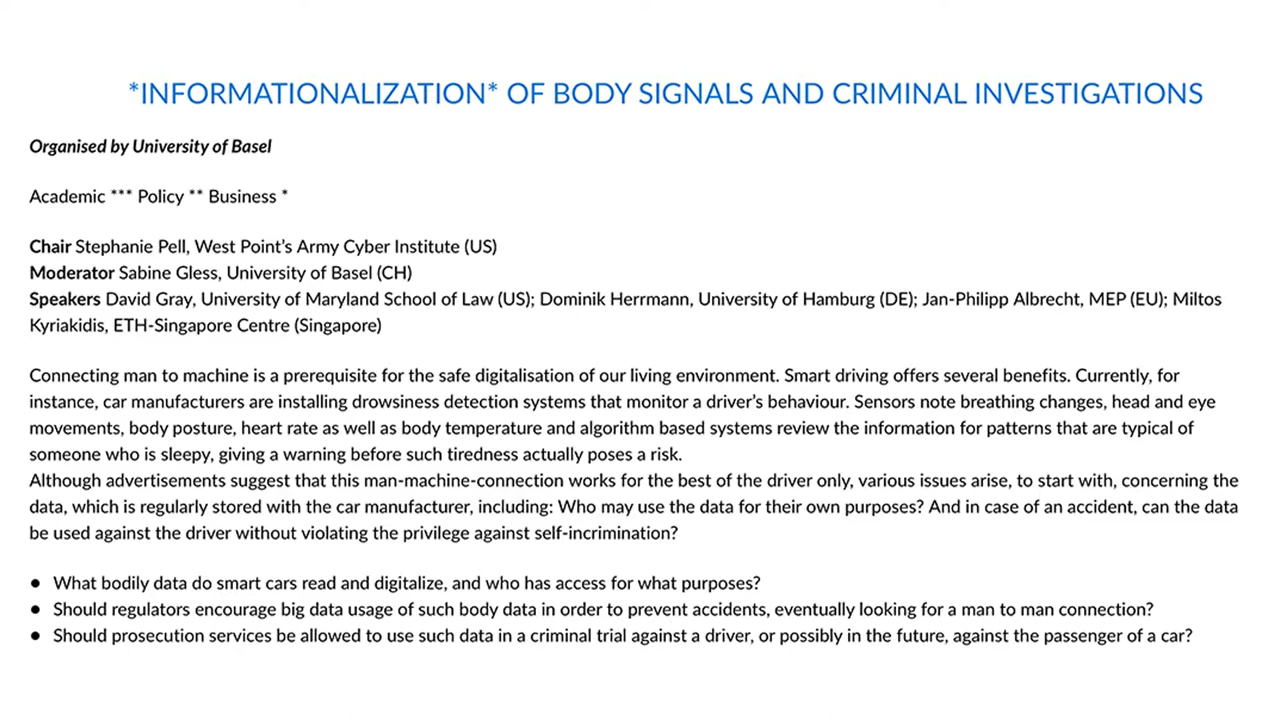 *INFORMATIONALIZATION* OF BODY SIGNALS AND CRIMINAL INVESTIGATIONS
Organised by University of Basel
Academic *** Policy ** Business *
Chair Stephanie Pell, West Point's Army Cyber Institute (US)
Moderator Sabine Gless, University of Basel (CH)
Speakers David Gray, University of Maryland School of Law (US); Dominik Herrmann, University of Hamburg (DE); Jan-Philipp Albrecht, MEP (EU); Miltos
Kyriakidis, ETH-Singapore Centre (Singapore)
Connecting man to machine is a prerequisite for the safe digitalisation of our living environment. Smart driving offers several benefits. Currently, for
instance, car manufacturers are installing drowsiness detection systems that monitor a driver's behaviour. Sensors note breathing changes, head and eye
movements, body posture, heart rate as well as body temperature and algorithm based systems review the information for patterns that are typical of
someone who is sleepy, giving a warning before such tiredness actually poses a risk.
Although advertisements suggest that this man-machine-connection works for the best of the driver only, various issues arise, to start with, concerning the
data, which is regularly stored with the car manufacturer, including: Who may use the data for their own purposes? And in case of an accident, can the data
be used against the driver without violating the privilege against self-incrimination?
● What bodily data do smart cars read and digitalize, and who has access for what purposes?
● Should regulators encourage big data usage of such body data in order to prevent accidents, eventually looking for a man to man connection?
● Should prosecution services be allowed to use such data in a criminal trial against a driver, or possibly in the future, against the passenger of a car?